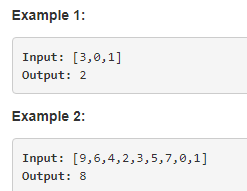 Example 1:
Input: [3,0,1]
Output: 2
Example 2:
Input: [9,6,4,2,3,5,7,0,1]
Output: 8